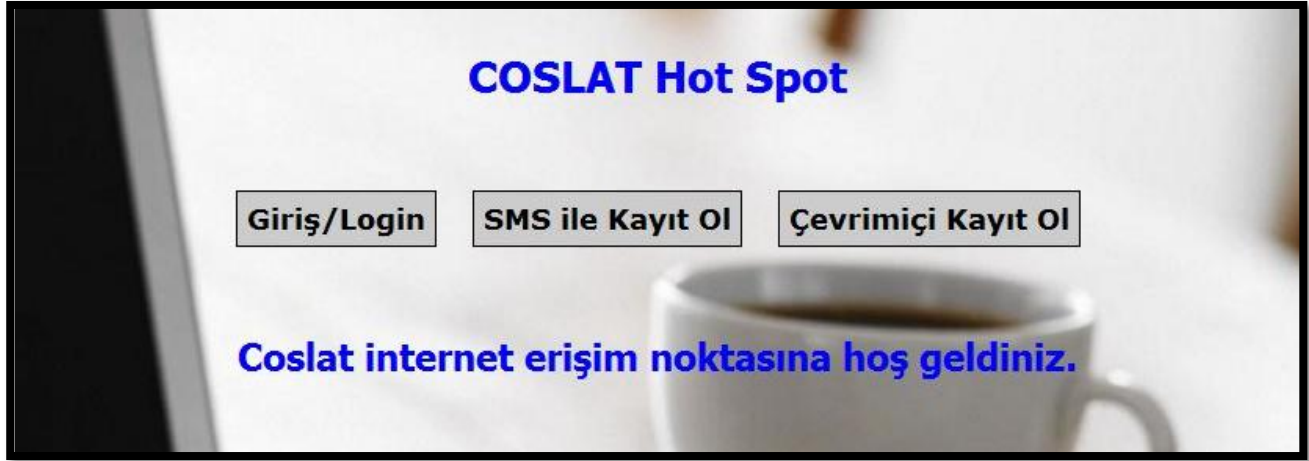 COSLAT Hot Spot
Giriş/Login SMS ile Kayıt Ol Çevrimiçi Kayıt Ol
Coslat internet erişim noktasına hoş geldiniz.